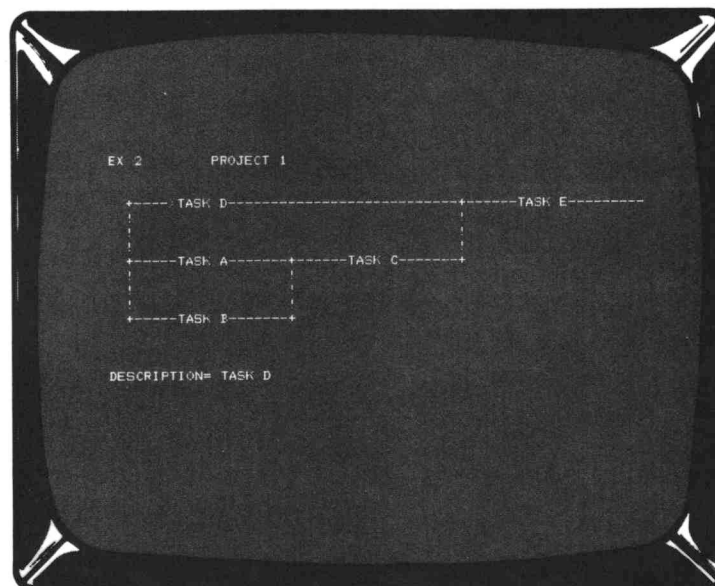 EX 2 PROJECT 1
+---- TASK D------------------------+------TASK E---------
+-----TASK A-------+------TASK C-------+
+-----TASK B-------+
DESCRIPTION= TASK D